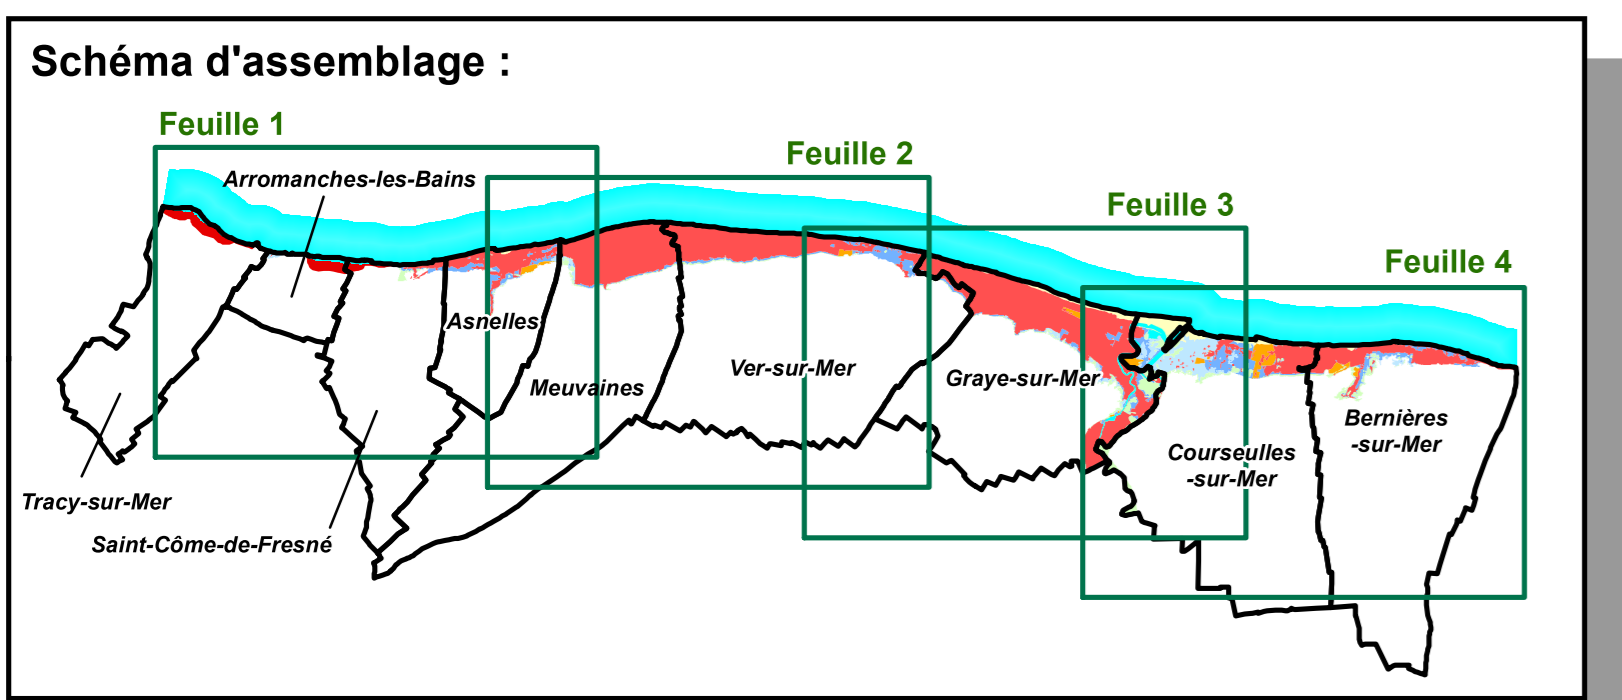 Schéma d'assemblage :
Feuille 1
Feuille 2
Arromanches-les-Bains
Feuille 3
Feuille 4
Asnelles
Meuvaines
Ver-sur-Mer
Graye-sur-Mer
Bernières
-sur-Mer
Courseulles
-sur-Mer
Tracy-sur-Mer
Saint-Côme-de-Fresné